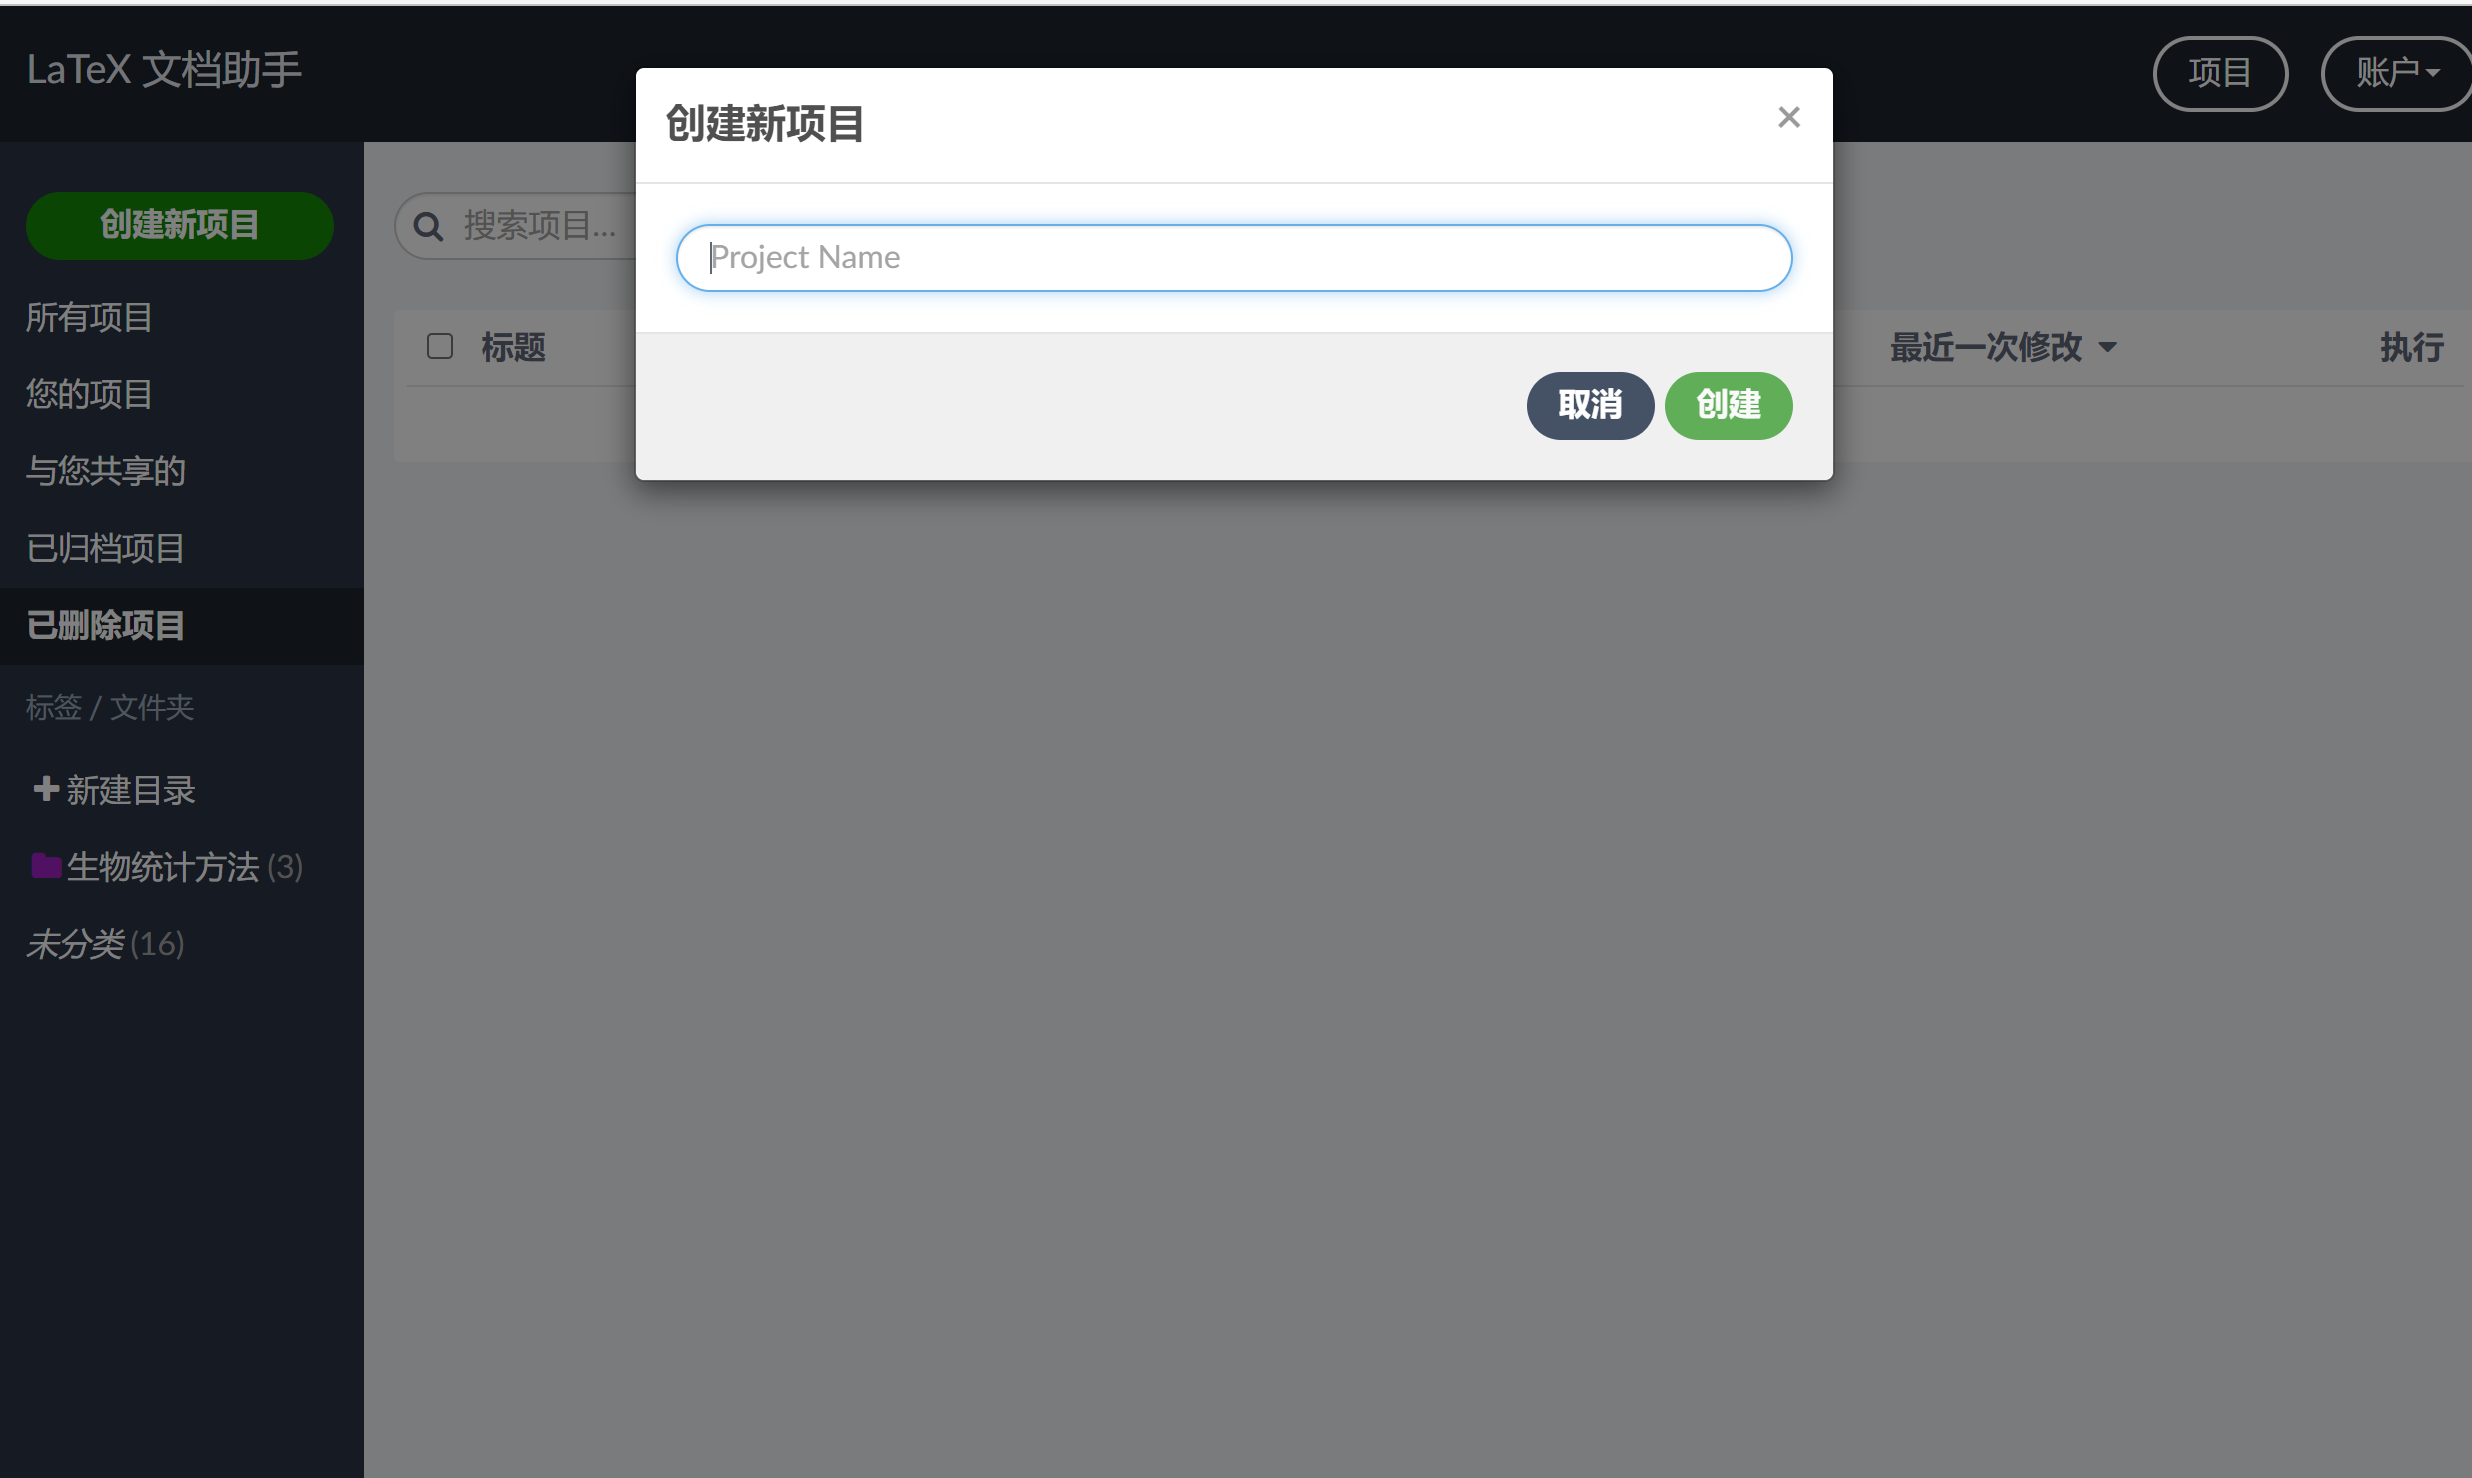 LaTeX 文档助手
项目
账户
创建新项目
×
创建新项目
搜索项目...
Project Name
所有项目
标题
最近一次修改
执行
您的项目
取消
创建
与您共享的
已归档项目
已删除项目
标签 / 文件夹
新建目录
生物统计方法 (3)
未分类 (16)